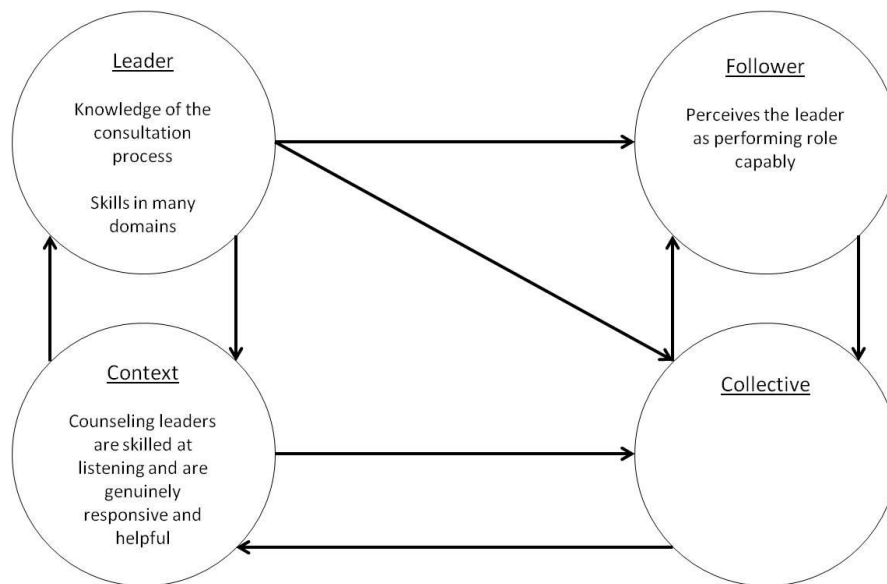 Leader
Knowledge of the
consultation
process
Skills in many
domains
Follower
Perceives the leader
as performing role
capably
Context
Counseling leaders
are skilled at
listening and are
genuinely
responsive and
helpful
Collective